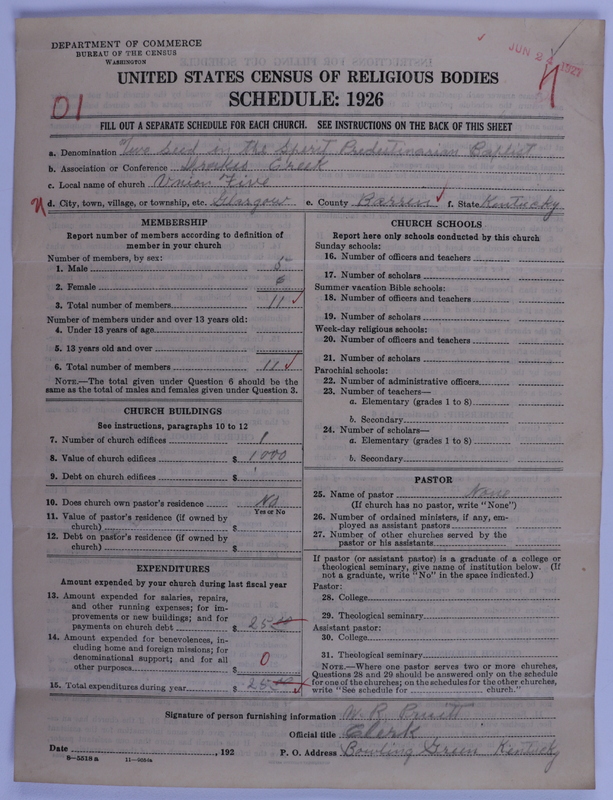 DEPARTMENT OF COMMERCE
BUREAU OF THE CENSUS
WASHINGTON
JUN 2 1927
UNITED STATES CENSUS OF RELIGIOUS BODIES
SCHEDULE: 1926
01
FILL OUT A SEPARATE SCHEDULE FOR EACH CHURCH. SEE INSTRUCTIONS ON THE BACK OF THIS SHEET
a. Denomination Two Seed in the Spirit Predestinarian Baptist
b. Association or Conference Creek
c. Local name of church Union Five
d. City, town, village, or township, etc. Glasgow e. County Barren f. State Kentucky
MEMBERSHIP
Report number of members according to definition of
member in your church
Number of members, by sex:
1. Male 5
2. Female 6
3. Total number of members 11
Number of members under and over 13 years old:
4. Under 13 years of age
5. 13 years old and over
6. Total number of members 11
NOTE.—The total given under Question 6 should be the
same as the total of males and females given under Question 3.
CHURCH BUILDINGS
See instructions, paragraphs 10 to 12
7. Number of church edifices 1
8. Value of church edifices $ 1000
9. Debt on church edifices $
10. Does church own pastor's residence No
Yes or No
11. Value of pastor's residence (if owned by
church) $
12. Debt on pastor's residence (if owned by
church) $
EXPENDITURES
Amount expended by your church during last fiscal year
13. Amount expended for salaries, repairs,
and other running expenses; for im-
provements or new buildings; and for
payments on church debt $ 25 00
14. Amount expended for benevolences, in-
cluding home and foreign missions; for
denominational support; and for all
other purposes $ 0
15. Total expenditures during year $ 25 00
CHURCH SCHOOLS
Report here only schools conducted by this church
Sunday schools:
16. Number of officers and teachers
17. Number of scholars
Summer vacation Bible schools:
18. Number of officers and teachers
19. Number of scholars
Week-day religious schools:
20. Number of officers and teachers
21. Number of scholars
Parochial schools:
22. Number of administrative officers
23. Number of teachers—
a. Elementary (grades 1 to 8)
b. Secondary
24. Number of scholars—
a. Elementary (grades 1 to 8)
b. Secondary
PASTOR
25. Name of pastor None
(If church has no pastor, write "None")
26. Number of ordained ministers, if any, em-
ployed as assistant pastors
27. Number of other churches served by the
pastor or his assistants
If pastor (or assistant pastor) is a graduate of a college or
theological seminary, give name of institution below. (If
not a graduate, write "No" in the space indicated.)
Pastor:
28. College
29. Theological seminary
Assistant pastor:
30. College
31. Theological seminary
NOTE.—Where one pastor serves two or more churches,
Questions 28 and 29 should be answered only on the schedule
for one of the churches; on the schedules for the other churches,
write "See schedule for church."
Signature of person furnishing information W. R. Pruitt
Official title Clerk
Date , 192 P. O. Address Bowling Green Kentucky
8—5518 a